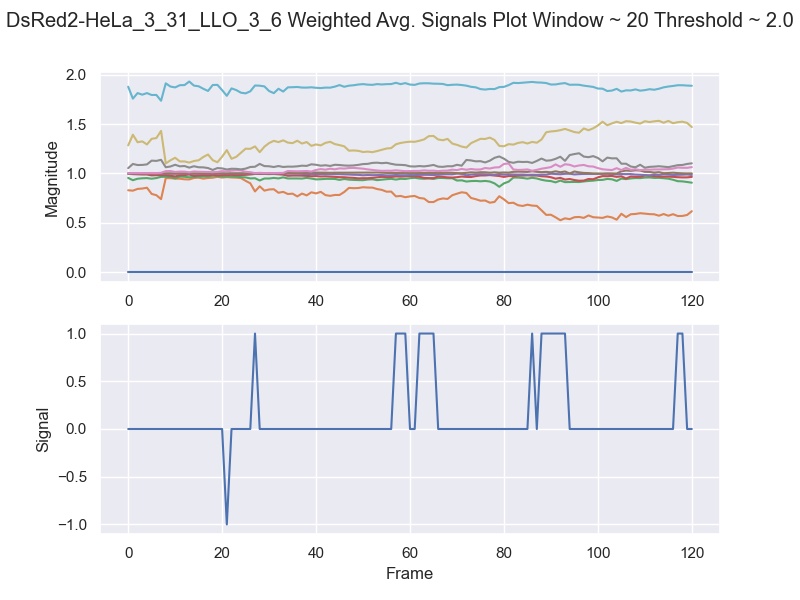 DsRed2-HeLa_3_31_LLO_3_6 Weighted Avg. Signals Plot Window ~ 20 Threshold ~ 2.0
2.0
1.5
1.0
0.5
0.0
Magnitude
0 20 40 60 80 100 120
1.0
0.5
0.0
−0.5
−1.0
Signal
0 20 40 60 80 100 120
Frame